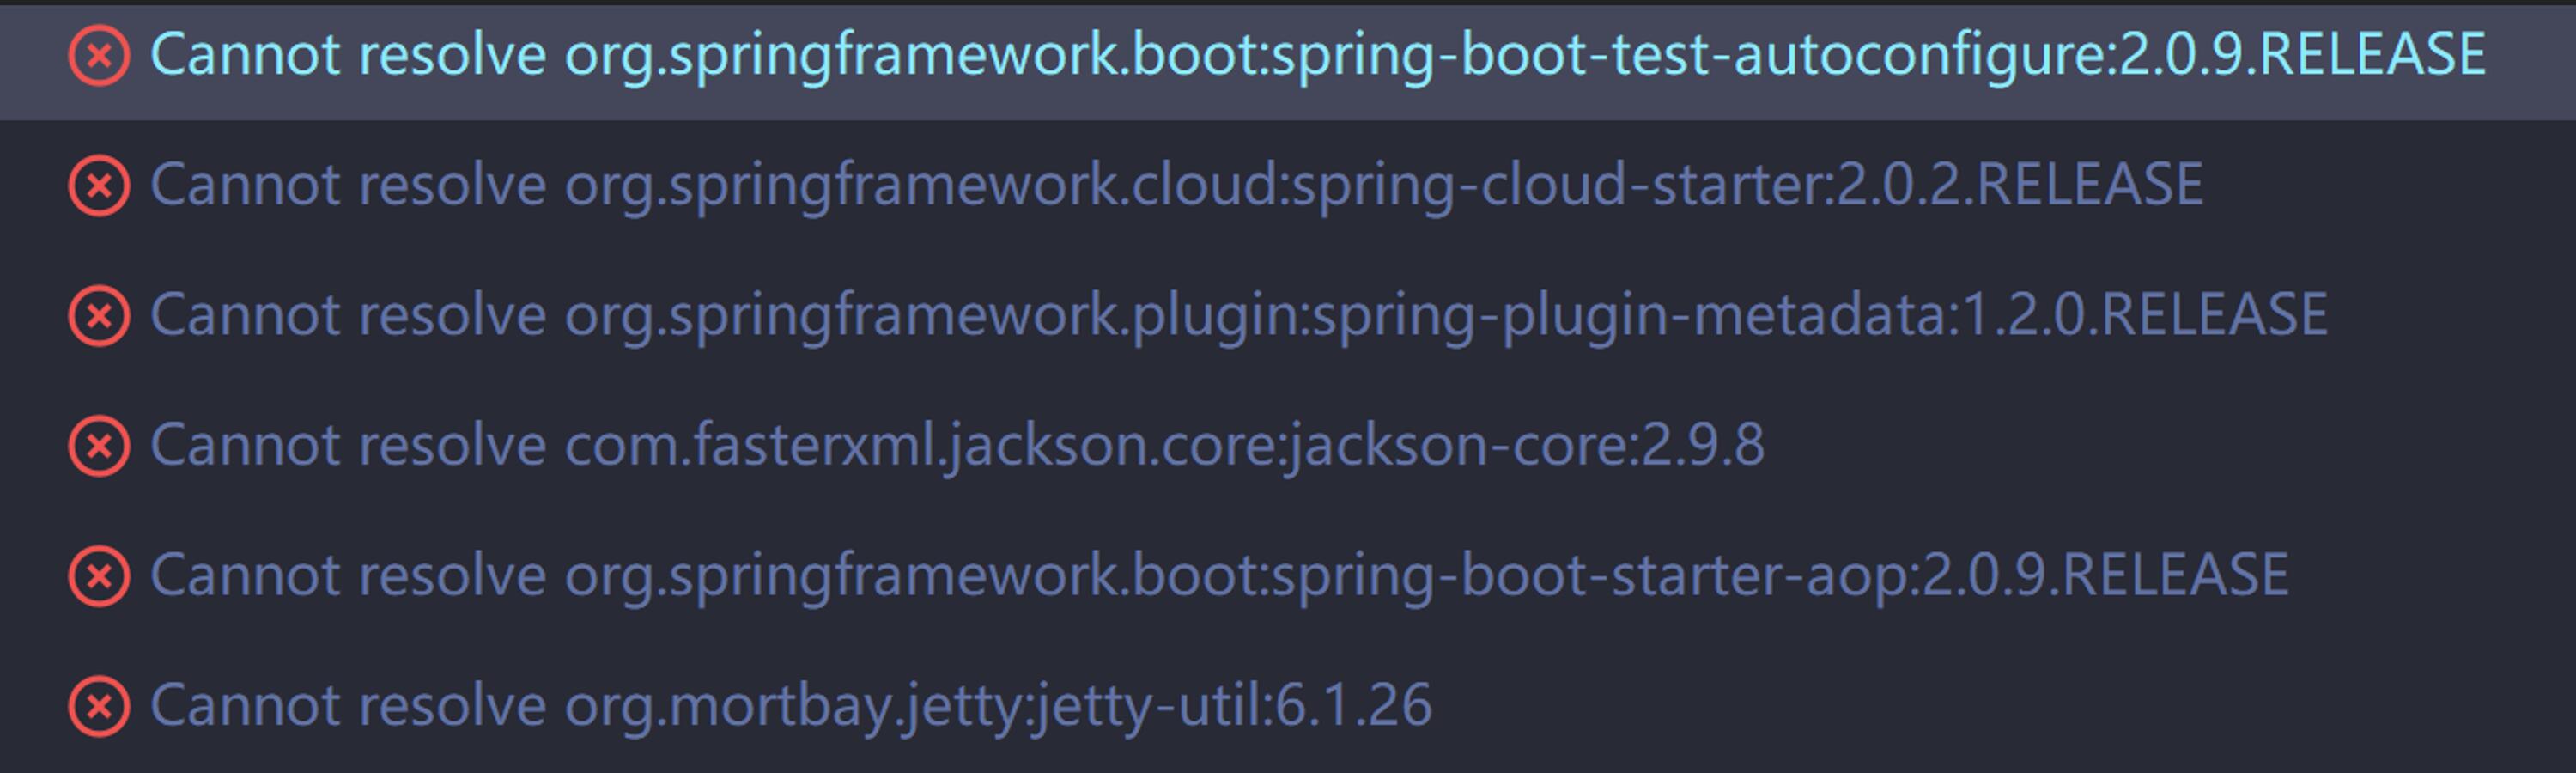 Cannot resolve org.springframework.boot:spring-boot-test-autoconfigure:2.0.9.RELEASE
Cannot resolve org.springframework.cloud:spring-cloud-starter:2.0.2.RELEASE
Cannot resolve org.springframework.plugin:spring-plugin-metadata:1.2.0.RELEASE
Cannot resolve com.fasterxml.jackson.core:jackson-core:2.9.8
Cannot resolve org.springframework.boot:spring-boot-starter-aop:2.0.9.RELEASE
Cannot resolve org.mortbay.jetty:jetty-util:6.1.26